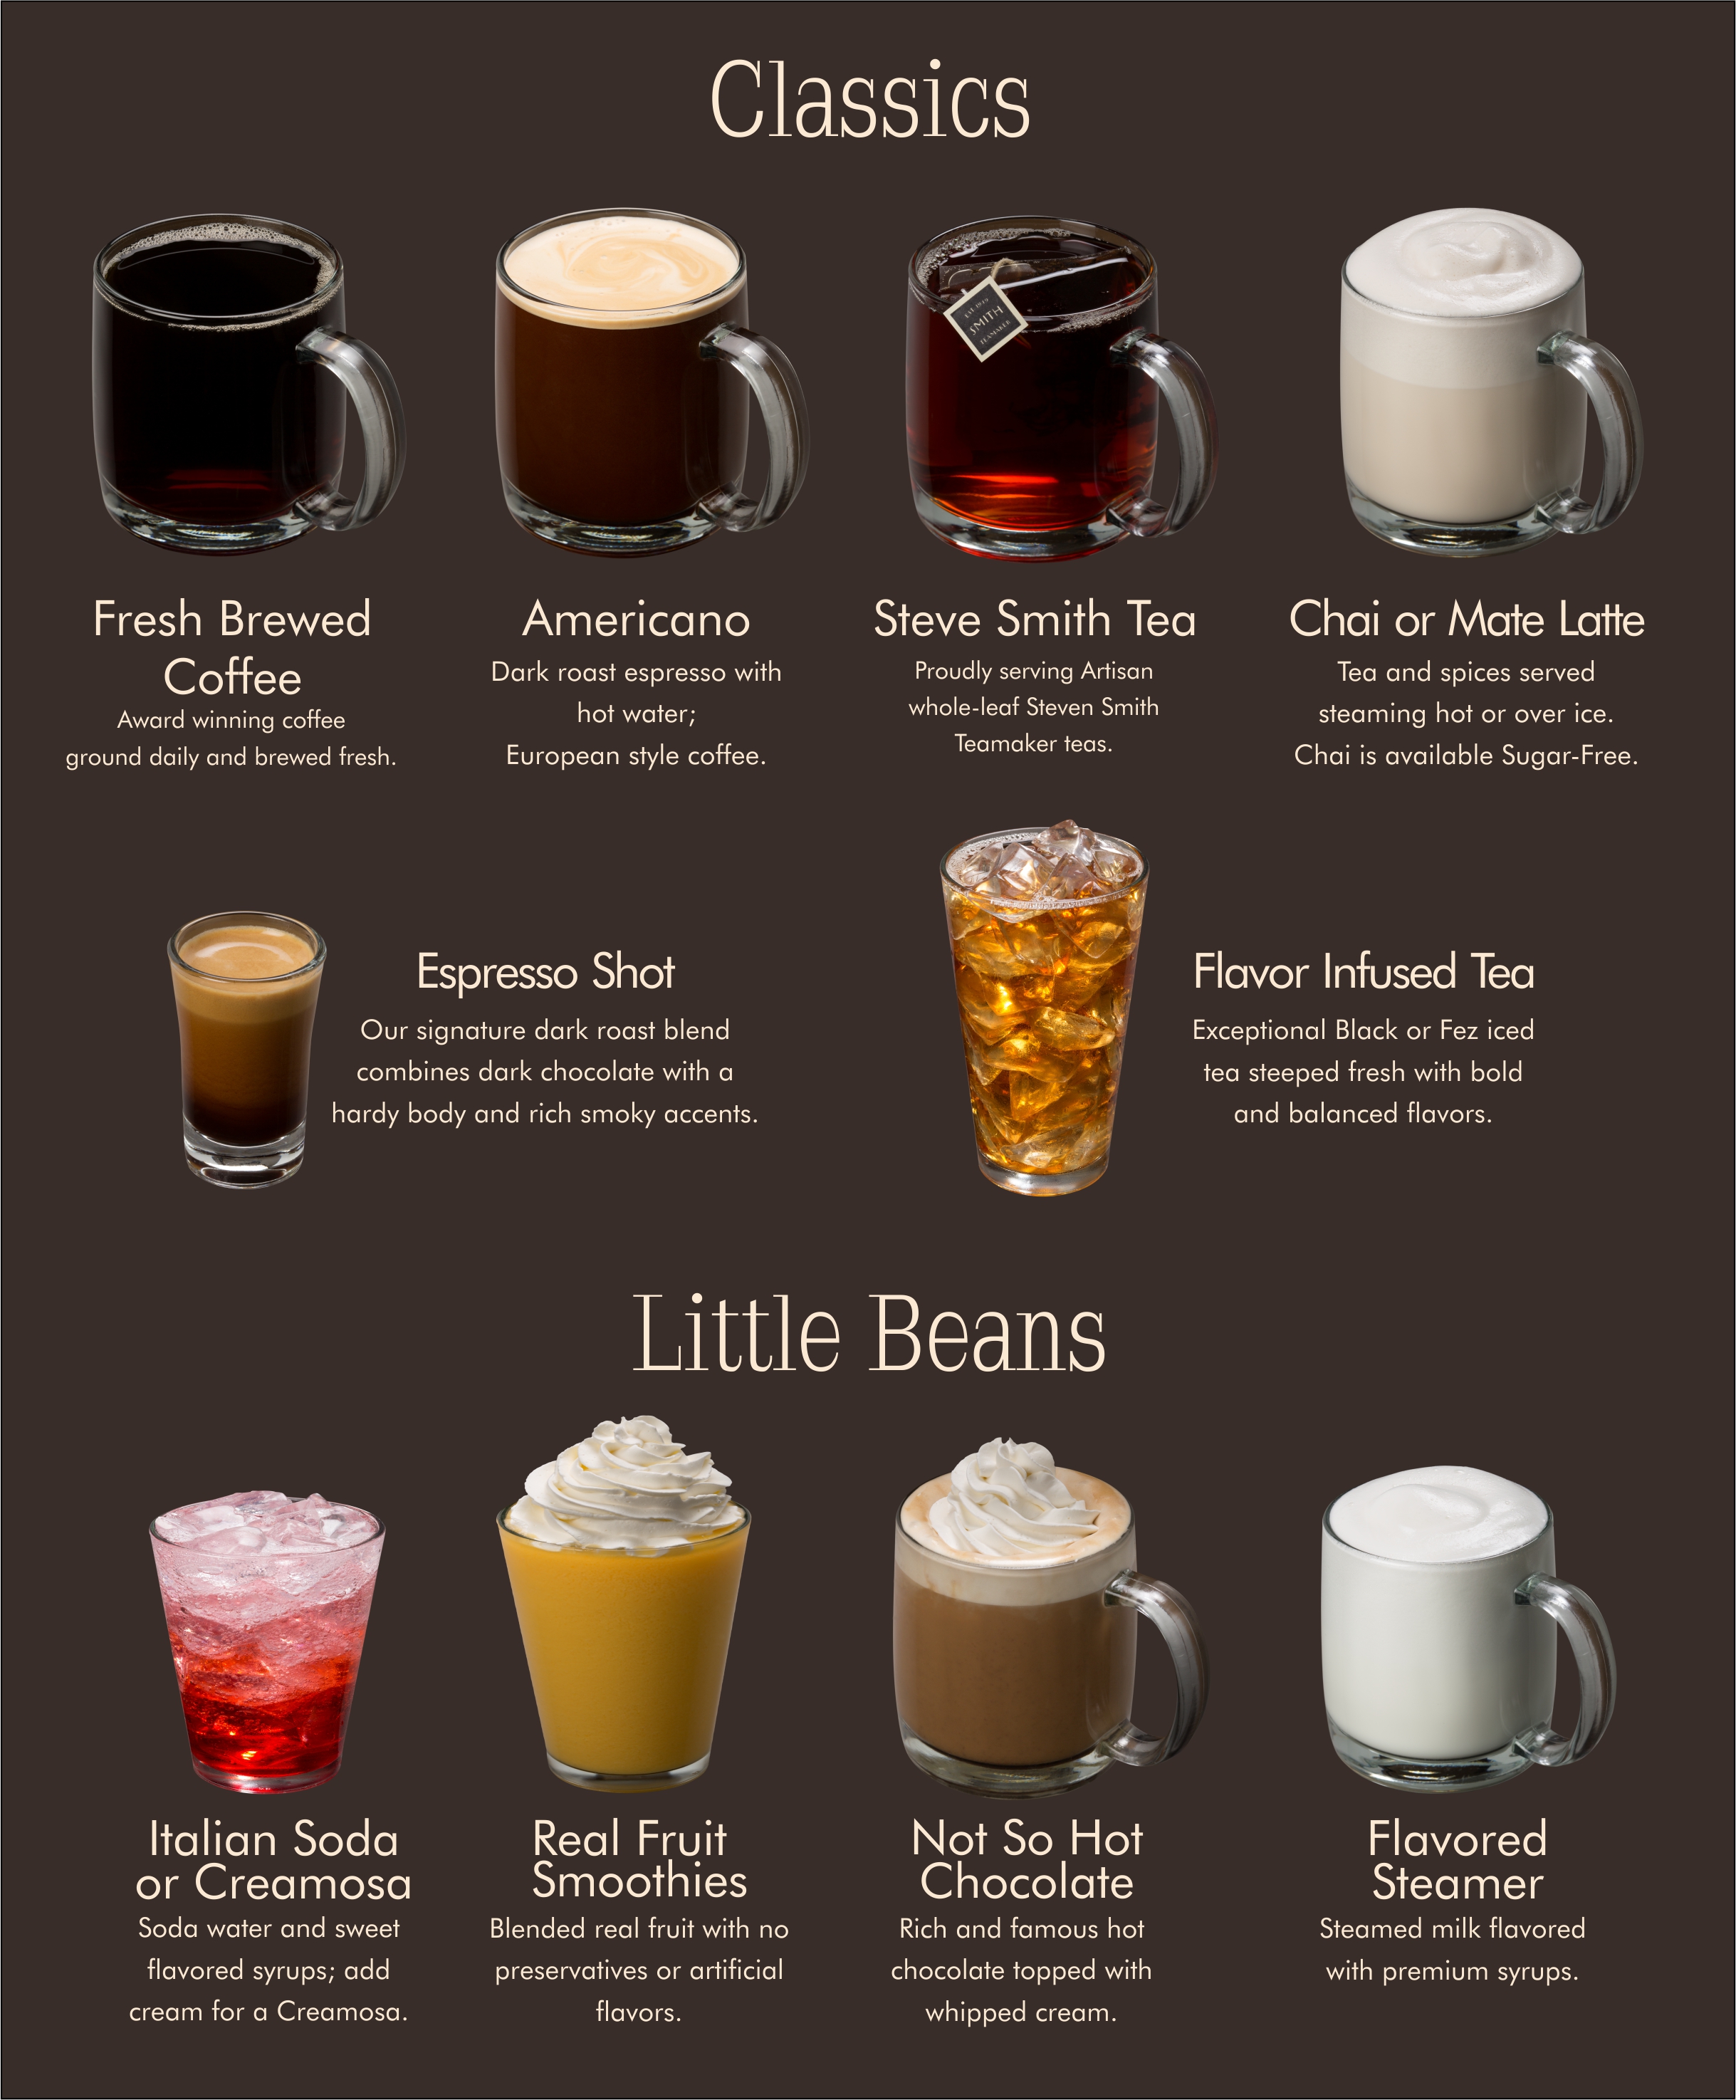 Classics
EST. 1949
SMITH
TEAMAKER
Fresh Brewed
Coffee
Award winning coffee
ground daily and brewed fresh.
Americano
Dark roast espresso with
hot water;
European style coffee.
Steve Smith Tea
Proudly serving Artisan
whole-leaf Steven Smith
Teamaker teas.
Chai or Mate Latte
Tea and spices served
steaming hot or over ice.
Chai is available Sugar-Free.
Espresso Shot
Our signature dark roast blend
combines dark chocolate with a
hardy body and rich smoky accents.
Flavor Infused Tea
Exceptional Black or Fez iced
tea steeped fresh with bold
and balanced flavors.
Little Beans
Italian Soda
or Creamosa
Soda water and sweet
flavored syrups; add
cream for a Creamosa.
Real Fruit
Smoothies
Blended real fruit with no
preservatives or artificial
flavors.
Not So Hot
Chocolate
Rich and famous hot
chocolate topped with
whipped cream.
Flavored
Steamer
Steamed milk flavored
with premium syrups.